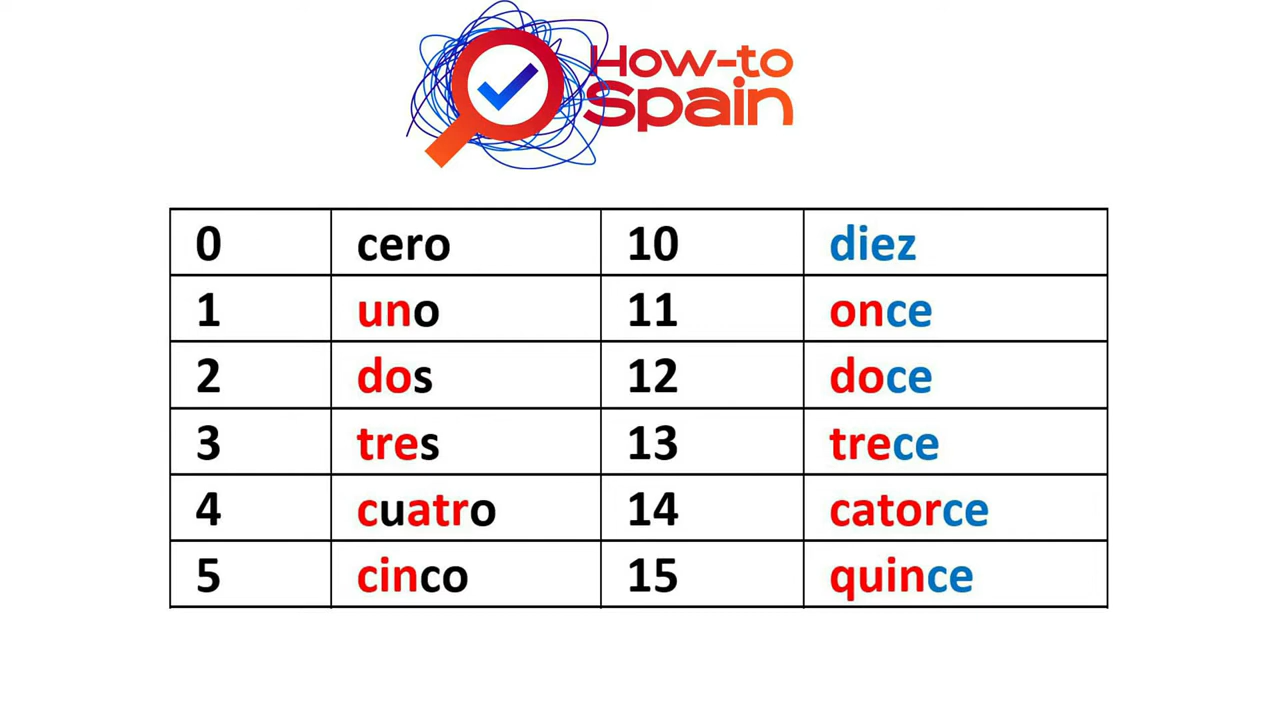 How-to
Spain
0 cero 10 diez
1 uno 11 once
2 dos 12 doce
3 tres 13 trece
4 cuatro 14 catorce
5 cinco 15 quince